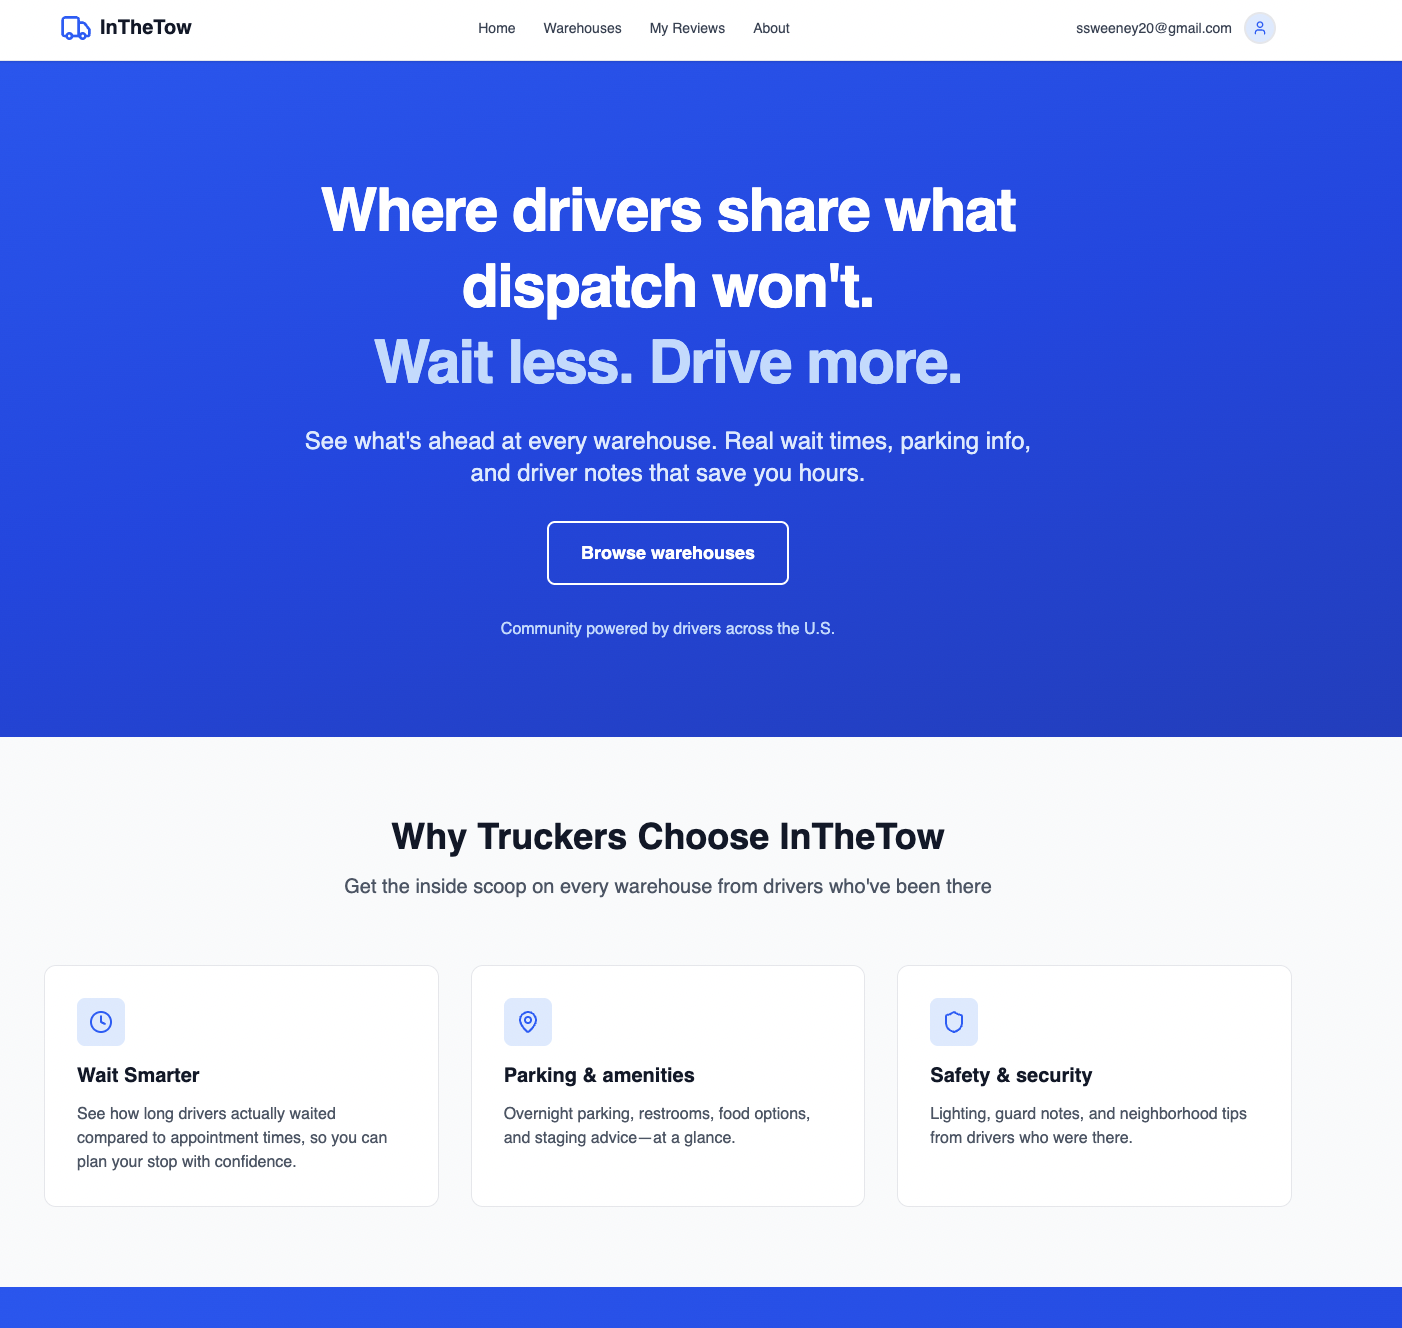 InTheTow
Home
Warehouses
My Reviews
About
ssweeney20@gmail.com
Where drivers share what
dispatch won't.
Wait less. Drive more.
See what's ahead at every warehouse. Real wait times, parking info,
and driver notes that save you hours.
Browse warehouses
Community powered by drivers across the U.S.
Why Truckers Choose InTheTow
Get the inside scoop on every warehouse from drivers who've been there
Wait Smarter
See how long drivers actually waited
compared to appointment times, so you can
plan your stop with confidence.
Parking & amenities
Overnight parking, restrooms, food options,
and staging advice—at a glance.
Safety & security
Lighting, guard notes, and neighborhood tips
from drivers who were there.